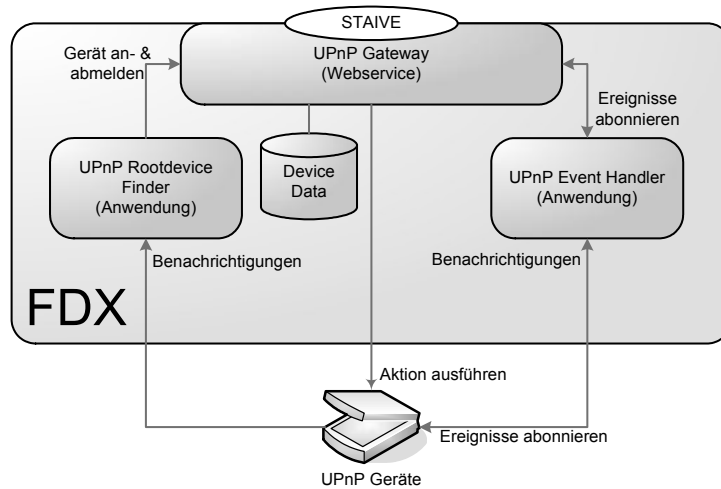 STAIVE
UPnP Gateway
(Webservice)
Gerät an- &
abmelden
Ereignisse
abonnieren
UPnP Rootdevice
Finder
(Anwendung)
Device
Data
UPnP Event Handler
(Anwendung)
Benachrichtigungen
Benachrichtigungen
FDX
Aktion ausführen
Ereignisse abonnieren
UPnP Geräte